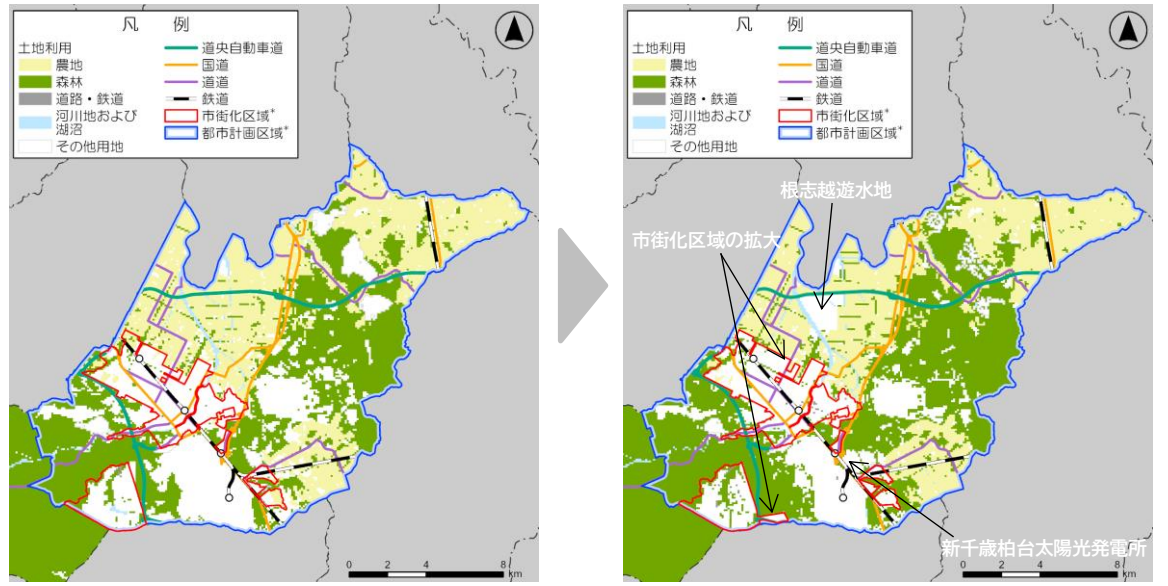 凡 例
土地利用
農地
森林
道路・鉄道
河川地および
湖沼
その他用地
道央自動車道
国道
道道
鉄道
市街化区域*
都市計画区域*
0 2 4 8
km
凡 例
土地利用
農地
森林
道路・鉄道
河川地および
湖沼
その他用地
道央自動車道
国道
道道
鉄道
市街化区域*
都市計画区域*
根志越遊水地
市街化区域の拡大
新千歳柏台太陽光発電所
0 2 4 8
km